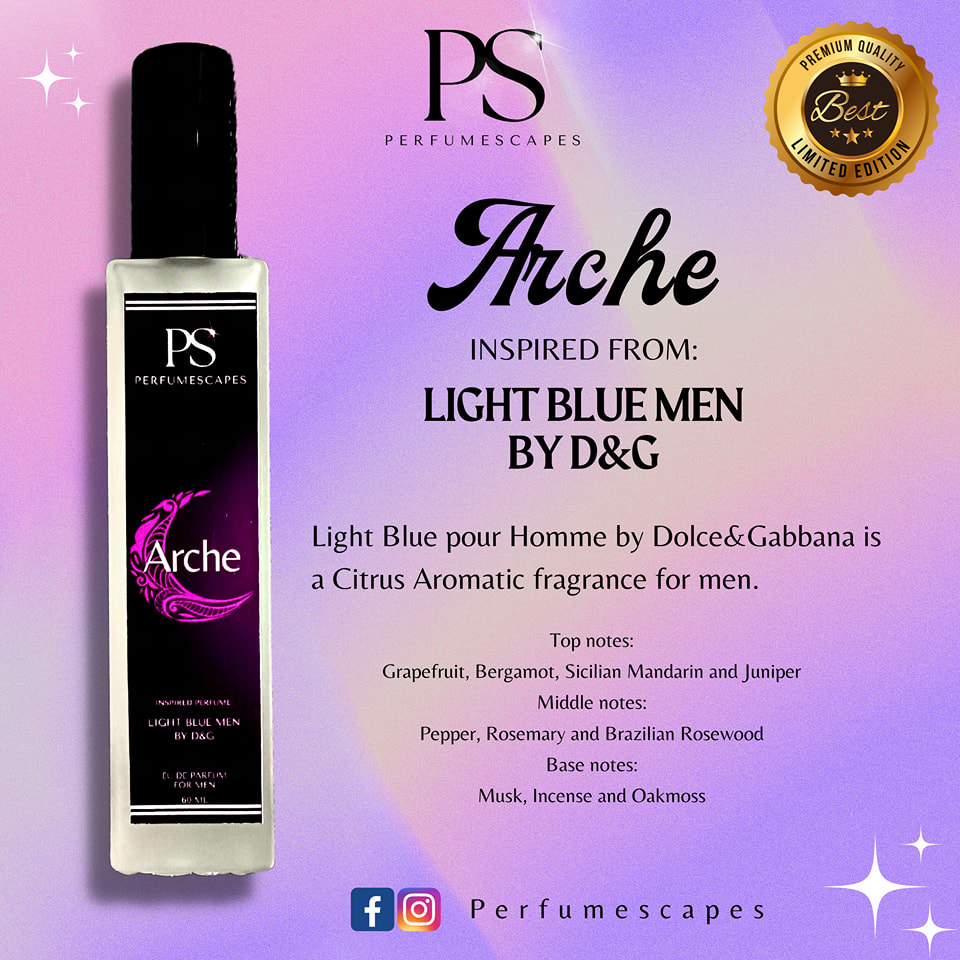 PS
PERFUMESCAPES
PREMIUM QUALITY
Best
LIMITED EDITION
Arche
INSPIRED FROM:
LIGHT BLUE MEN
BY D&G
Light Blue pour Homme by Dolce&Gabbana is
a Citrus Aromatic fragrance for men.
Top notes:
Grapefruit, Bergamot, Sicilian Mandarin and Juniper
Middle notes:
Pepper, Rosemary and Brazilian Rosewood
Base notes:
Musk, Incense and Oakmoss
PS
PERFUMESCAPES
Arche
INSPIRED PERFUME:
LIGHT BLUE MEN
BY D&G
EU DE PARFUM
FOR MEN
60 ML
Perfumescapes